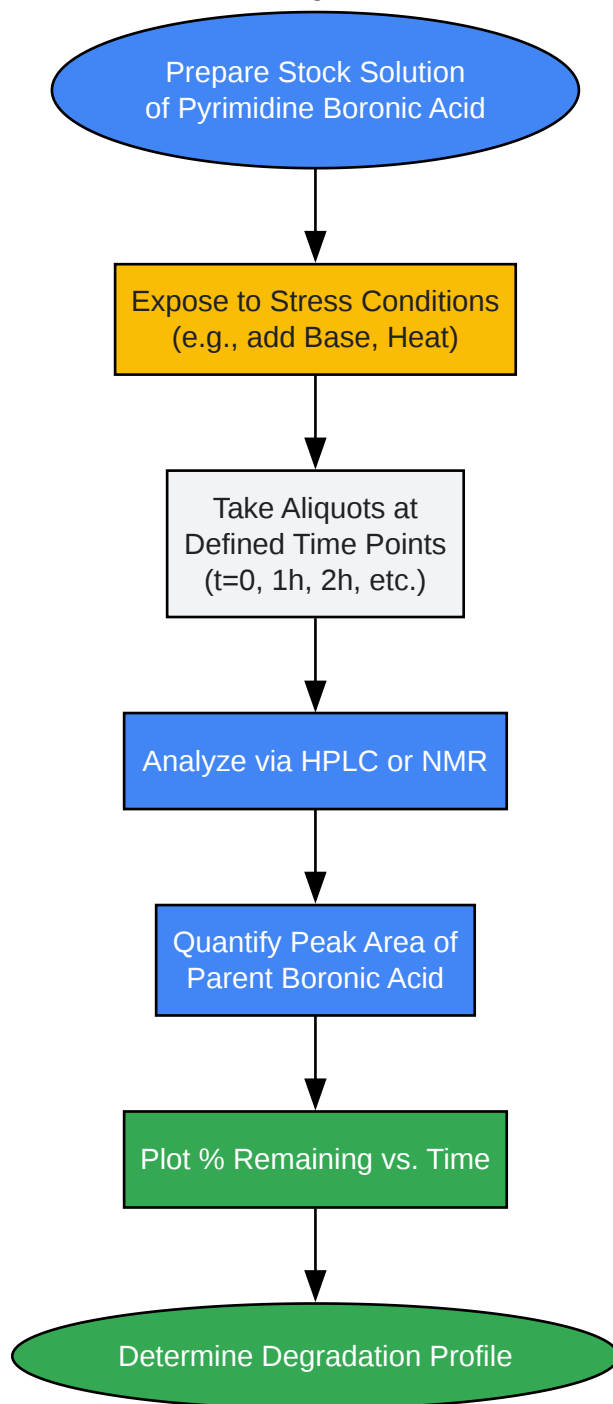 Prepare Stock Solution
of Pyrimidine Boronic Acid
Expose to Stress Conditions
(e.g., add Base, Heat)
Take Aliquots at
Defined Time Points
(t=0, 1h, 2h, etc.)
Analyze via HPLC or NMR
Quantify Peak Area of
Parent Boronic Acid
Plot % Remaining vs. Time
Determine Degradation Profile